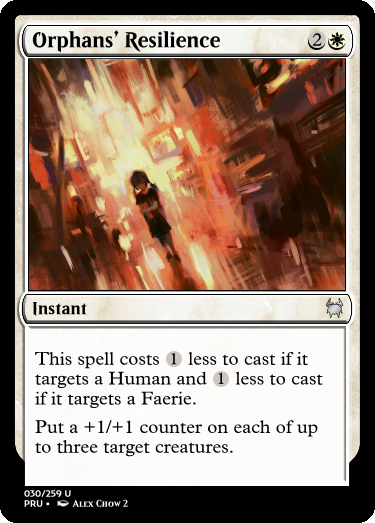 Orphans' Resilience 2
Instant
This spell costs 1 less to cast if it
targets a Human and 1 less to cast
if it targets a Faerie.
Put a +1/+1 counter on each of up
to three target creatures.
030/259 U
PRU • Alex Chow 2